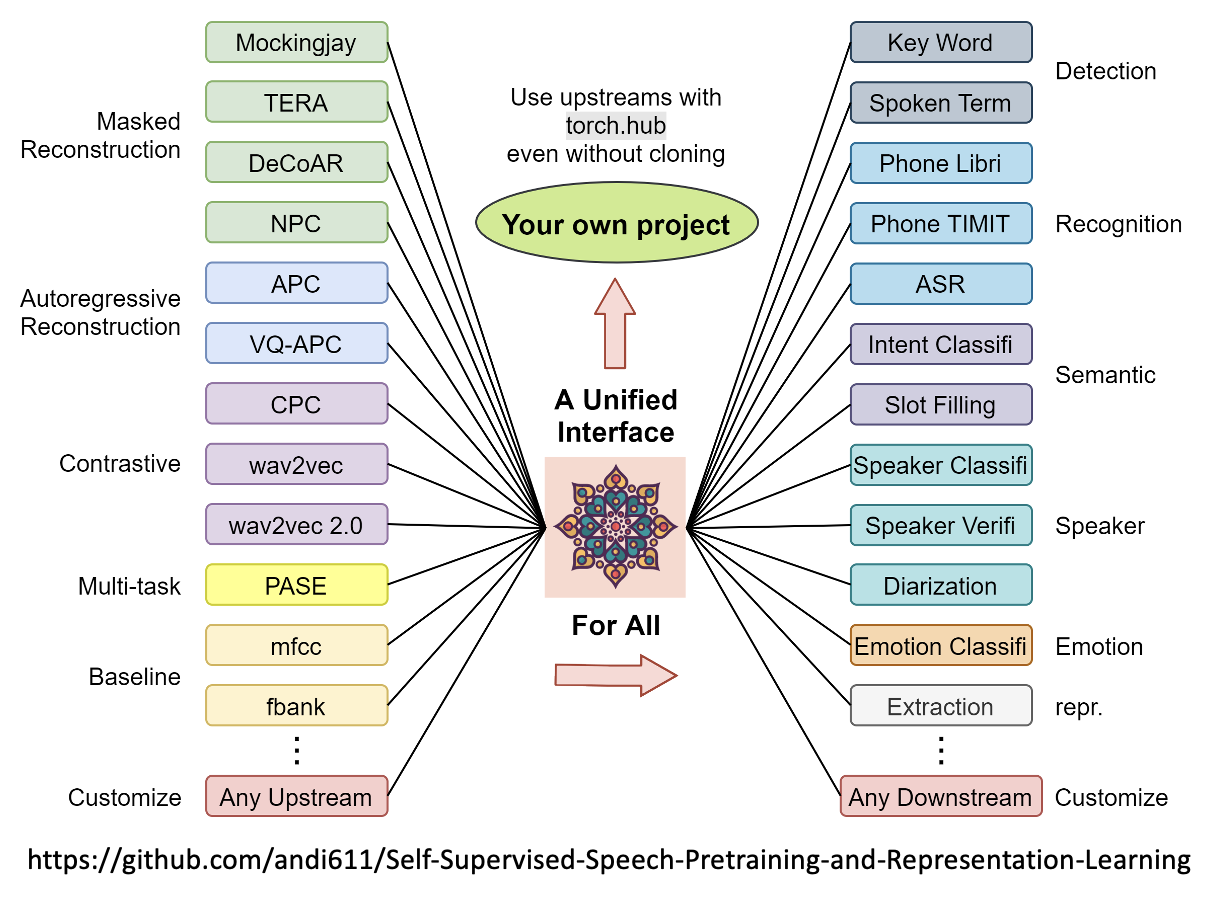 Mockingjay
TERA
Masked
Reconstruction
DeCoAR
NPC
APC
Autoregressive
Reconstruction
VQ-APC
CPC
Contrastive
wav2vec
wav2vec 2.0
Multi-task
PASE
mfcc
Baseline
fbank
Customize
Any Upstream
Use upstreams with
torch.hub
even without cloning
Your own project
A Unified
Interface
For All
Key Word
Detection
Spoken Term
Phone Libri
Phone TIMIT
Recognition
ASR
Intent Classifi
Semantic
Slot Filling
Speaker Classifi
Speaker Verifi
Speaker
Diarization
Emotion Classifi
Emotion
Extraction
repr.
Any Downstream
Customize
https://github.com/andi611/Self-Supervised-Speech-Pretraining-and-Representation-Learning